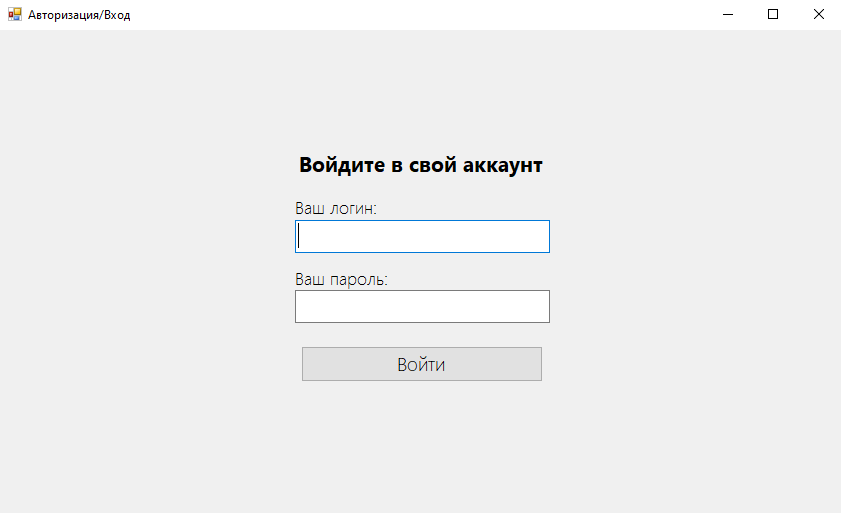 Авторизация/Вход
Войдите в свой аккаунт
Ваш логин:
Ваш пароль:
Войти